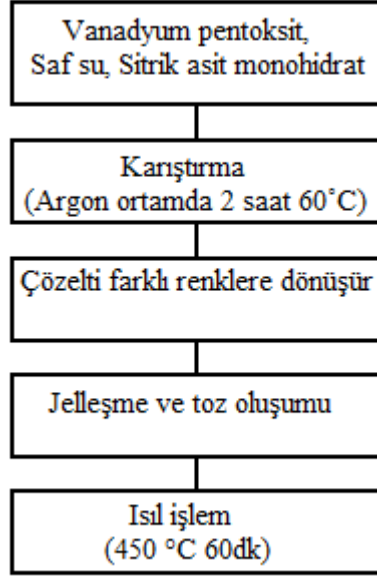 Vanadyum pentoksit,
Saf su, Sitrik asit monohidrat
Karıştırma
(Argon ortamda 2 saat 60˚C)
Çözelti farklı renklere dönüşür
Jelleşme ve toz oluşumu
Isıl işlem
(450 °C 60dk)